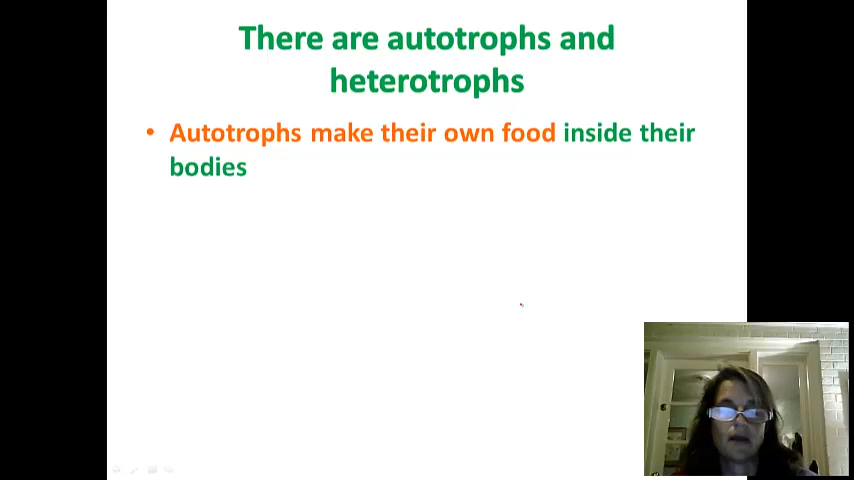 There are autotrophs and
heterotrophs
• Autotrophs make their own food inside their
bodies